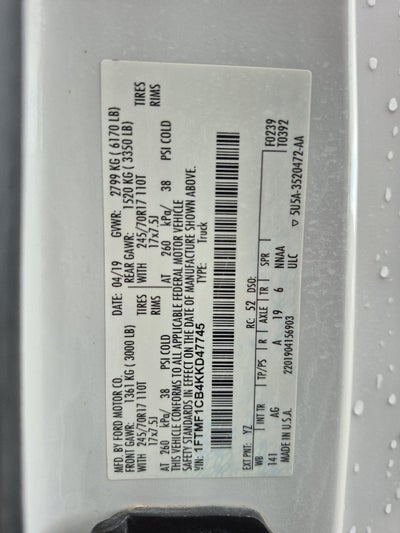 MFD. BY FORD MOTOR CO.
DATE: 04/19 GVWR: 2799 KG ( 6170 LB)
FRONT GAWR: 1361 KG ( 3000 LB) REAR GAWR: 1520 KG ( 3350 LB)
WITH 245/70R17 110T TIRES WITH 245/70R17 110T TIRES
17x7.5J RIMS 17x7.5J RIMS
AT 260 kPa/ 38 PSI COLD AT 260 kPa/ 38 PSI COLD
THIS VEHICLE CONFORMS TO ALL APPLICABLE FEDERAL MOTOR VEHICLE
SAFETY STANDARDS IN EFFECT ON THE DATE OF MANUFACTURE SHOWN ABOVE.
VIN: 1FTMF1CB4KKD47745 TYPE: Truck
F0239
T0392
EXT PNT: YZ RC: 52 DSO:
WB INT TR TP/PS R AXLE TR SPR
141 AG A 19 6 NNAA
ULC
MADE IN U.S.A. 2201904156903 5U5A-3520472-AA